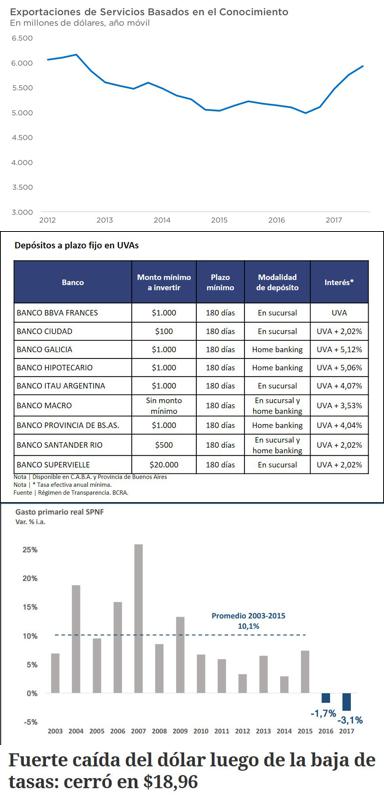 Exportaciones de Servicios Basados en el Conocimiento
En millones de dólares, año móvil
6.500
6.000
5.500
5.000
4.500
4.000
3.500
3.000
2012 2013 2014 2015 2016 2017
Depósitos a plazo fijo en UVAs
Banco Monto mínimo a invertir Plazo mínimo Modalidad de depósito Interés*
BANCO BBVA FRANCES $1.000 180 días En sucursal UVA
BANCO CIUDAD $100 180 días En sucursal UVA + 2,02%
BANCO GALICIA $1.000 180 días Home banking UVA + 5,12%
BANCO HIPOTECARIO $1.000 180 días Home banking UVA + 5,06%
BANCO ITAU ARGENTINA $1.000 180 días En sucursal UVA + 4,07%
BANCO MACRO Sin monto mínimo 180 días En sucursal y home banking UVA + 3,53%
BANCO PROVINCIA DE BS.AS. $1.000 180 días Home banking UVA + 4,04%
BANCO SANTANDER RIO $500 180 días En sucursal y home banking UVA + 2,02%
BANCO SUPERVIELLE $20.000 180 días En sucursal UVA + 2,02%
Nota | Disponible en C.A.B.A. y Provincia de Buenos Aires
Nota | * Tasa efectiva anual mínima.
Fuente | Régimen de Transparencia. BCRA.
Gasto primario real SPNF
Var. % i.a.
25%
20%
15%
10%
5%
0%
-5%
Promedio 2003-2015
10,1%
-1,7%
-3,1%
2003 2004 2005 2006 2007 2008 2009 2010 2011 2012 2013 2014 2015 2016 2017
Fuerte caída del dólar luego de la baja de
tasas: cerró en $18,96